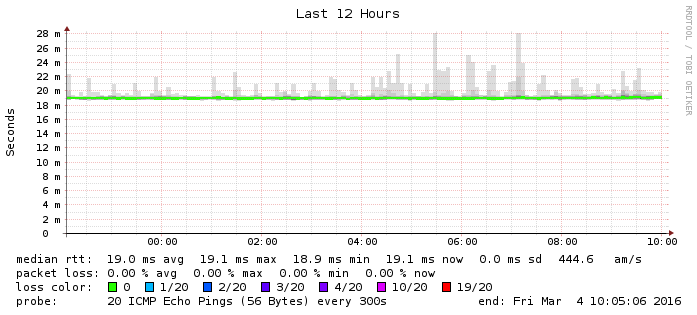 Last 12 Hours
RRDTOOL / TOBI OETIKER
Seconds
28 m
26 m
24 m
22 m
20 m
18 m
16 m
14 m
12 m
10 m
8 m
6 m
4 m
2 m
0
00:00 02:00 04:00 06:00 08:00 10:00
median rtt: 19.0 ms avg 19.1 ms max 18.9 ms min 19.1 ms now 0.0 ms sd 444.6 am/s
packet loss: 0.00 % avg 0.00 % max 0.00 % min 0.00 % now
loss color: 0 1/20 2/20 3/20 4/20 10/20 19/20
probe: 20 ICMP Echo Pings (56 Bytes) every 300s end: Fri Mar 4 10:05:06 2016